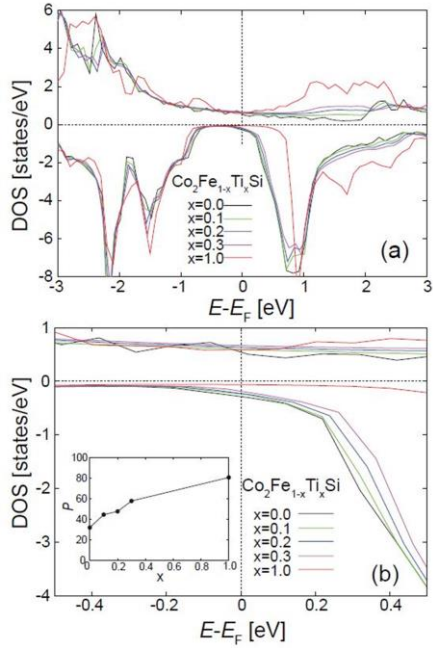 6
4
2
0
-2
-4
-6
-8
DOS [states/eV]
Co2Fe1-xTixSi
x=0.0
x=0.1
x=0.2
x=0.3
x=1.0
(a)
-3 -2 -1 0 1 2 3
E-EF [eV]
1
0
-1
-2
-3
-4
DOS [states/eV]
100
80
60
40
20
0
P
0 0.2 0.4 0.6 0.8 1.0
x
Co2Fe1-xTixSi
x=0.0
x=0.1
x=0.2
x=0.3
x=1.0
(b)
-0.4 -0.2 0 0.2 0.4
E-EF [eV]